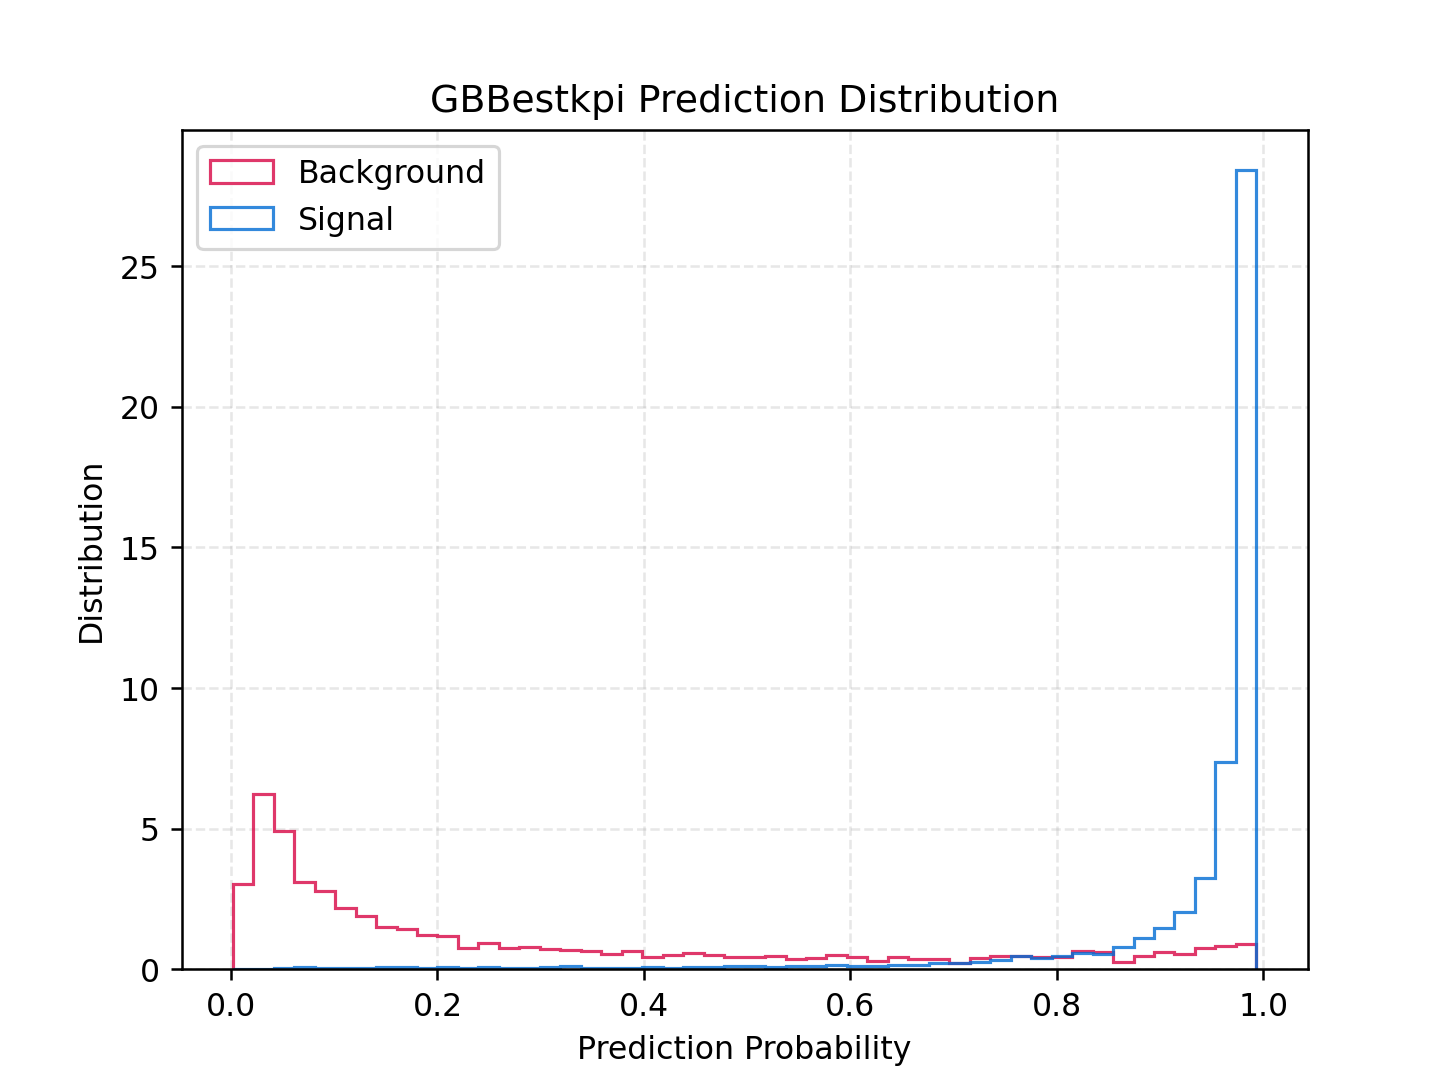 GBBestkpi Prediction Distribution
Background
Signal
25
20
15
10
5
0
Distribution
0.0 0.2 0.4 0.6 0.8 1.0
Prediction Probability